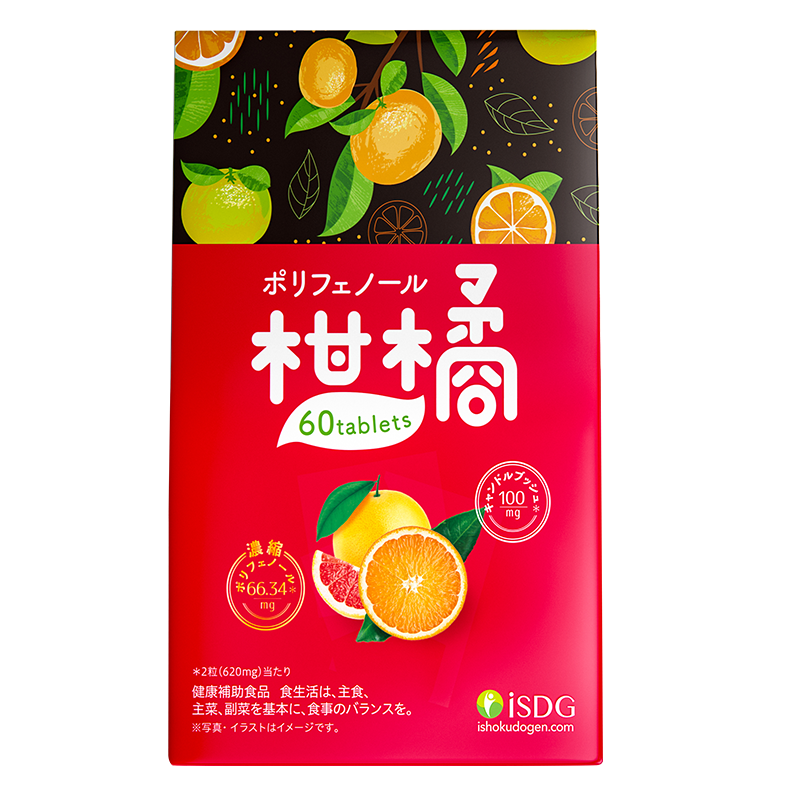 ポリフェノール
柑橘
60tablets
キャンドルブッシュ*
100
mg
濃縮
ポリフェノール
66.34*
mg
*2粒(620mg)当たり
健康補助食品 食生活は、主食、
主菜、副菜を基本に、食事のバランスを。
※写真・イラストはイメージです。
iSDG
ishokudogen.com